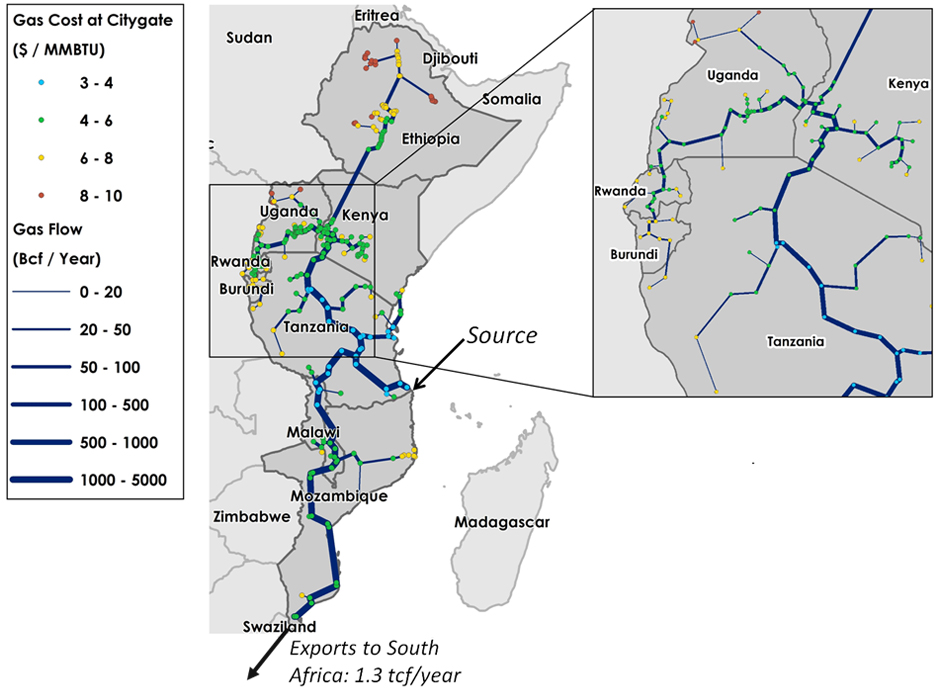 Gas Cost at Citygate
($ / MMBTU)
3 - 4
4 - 6
6 - 8
8 - 10
Gas Flow
(Bcf / Year)
0 - 20
20 - 50
50 - 100
100 - 500
500 - 1000
1000 - 5000
Eritrea
Sudan
Djibouti
Somalia
Ethiopia
c
Uganda
Kenya
Rwanda
Burundi
Tanzania
Source
Malawi
Mozambique
Zimbabwe
Madagascar
Swaziland
Exports to South
Africa: 1.3 tcf/year
Uganda
Kenya
Rwanda
Burundi
Tanzania